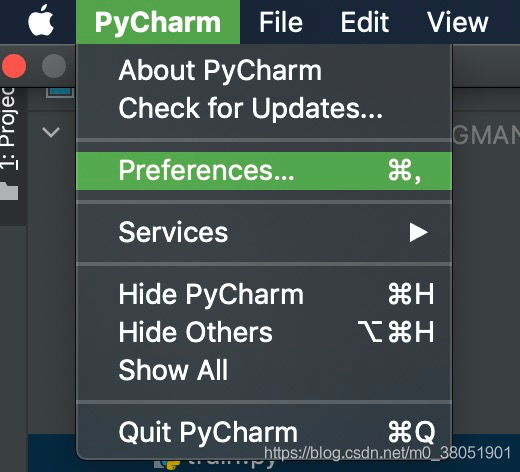 PyCharm File Edit View
About PyCharm
Check for Updates...
1: Projec
GMAN
Preferences... ⌘,
Services ▶
Hide PyCharm ⌘H
Hide Others ⌥⌘H
Show All
Quit PyCharm ⌘Q
https://blog.csdn.net/m0_38051901
train.py